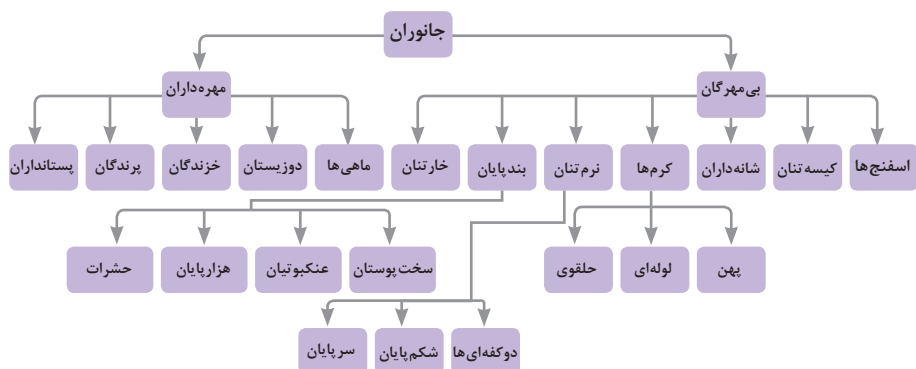 جانوران
بی‌مهرگان
مهره‌داران
اسفنج‌ها
کیسه‌تنان
شانه‌داران
کرم‌ها
نرم‌تنان
بندپایان
خارتنان
ماهی‌ها
دوزیستان
خزندگان
پرندگان
پستانداران
پهن
لوله‌ای
حلقوی
سخت‌پوستان
عنکبوتیان
هزارپایان
حشرات
دوکفه‌ای‌ها
شکم‌پایان
سرپایان